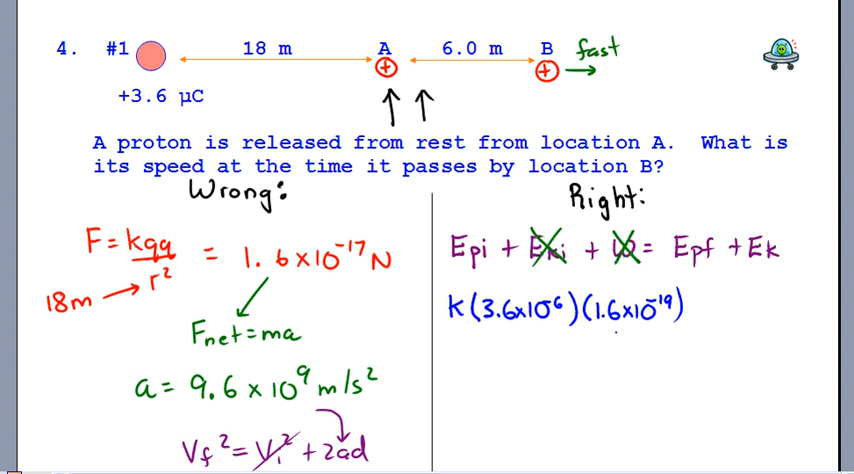 4. #1 18 m A 6.0 m B fast
+ +
+3.6 µC
A proton is released from rest from location A. What is
its speed at the time it passes by location B?
Wrong:
F = kqq/r² = 1.6×10⁻¹⁷ N
18m → r²
Fnet = ma
a = 9.6 × 10⁹ m/s²
Vf² = Vi² + 2ad
Right:
Epi + Eki + W = Epf + Ek
k(3.6×10⁻⁶)(1.6×10⁻¹⁹)